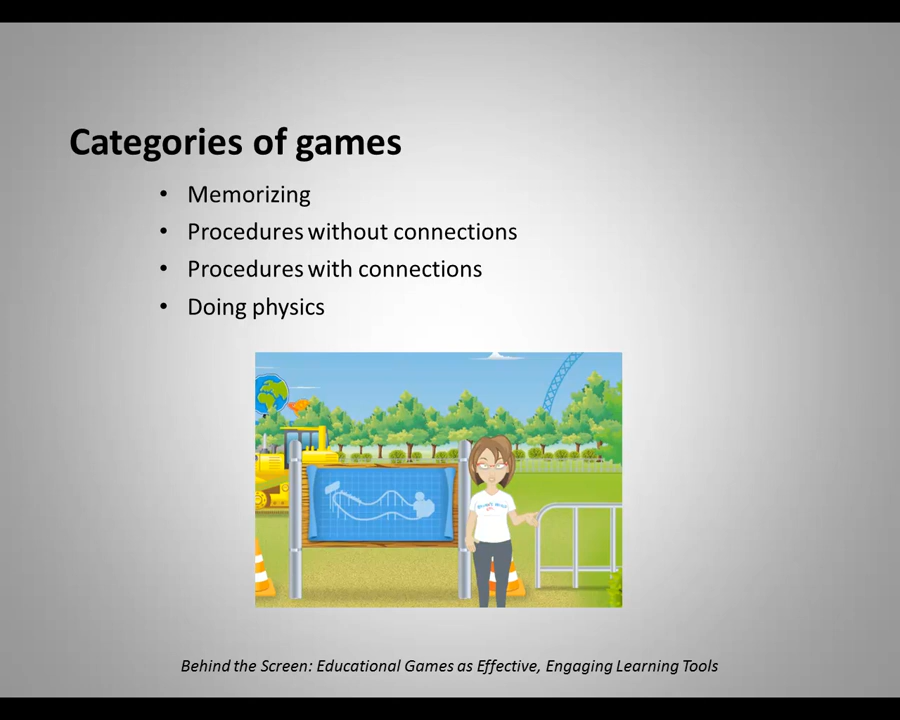 Categories of games
• Memorizing
• Procedures without connections
• Procedures with connections
• Doing physics
Behind the Screen: Educational Games as Effective, Engaging Learning Tools